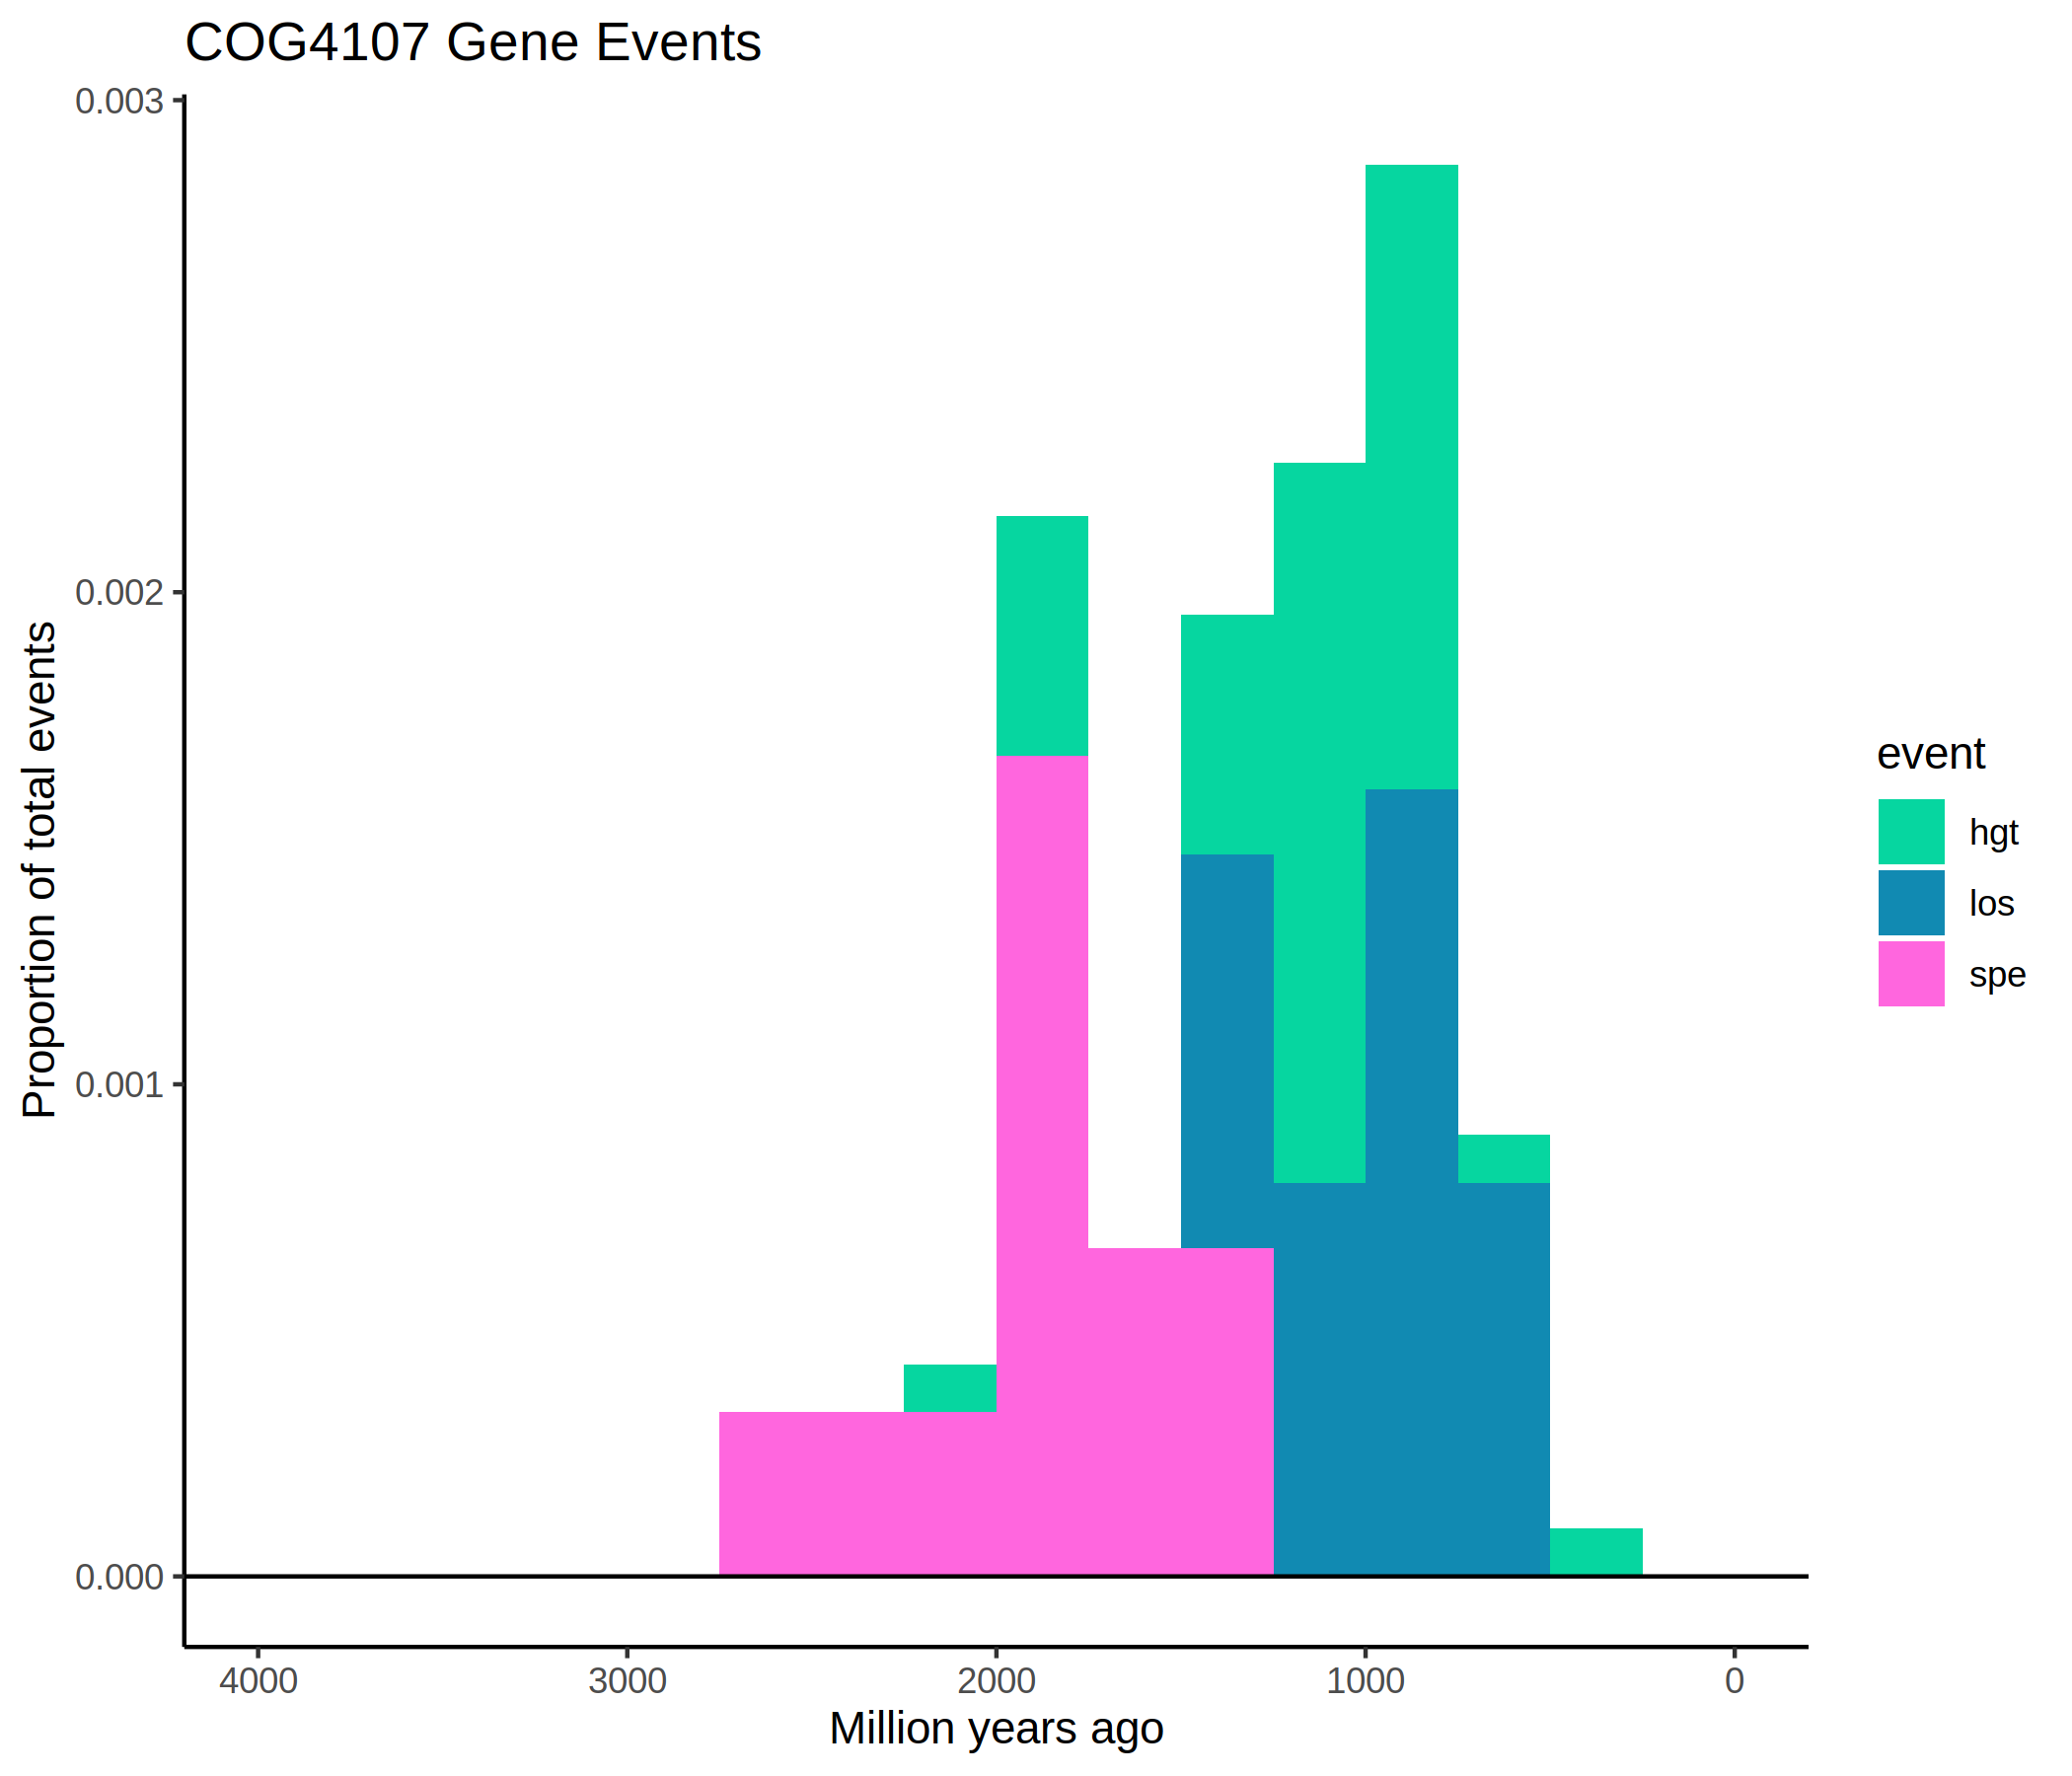 COG4107 Gene Events
Proportion of total events
0.003
0.002
0.001
0.000
4000 3000 2000 1000 0
Million years ago
event
hgt
los
spe